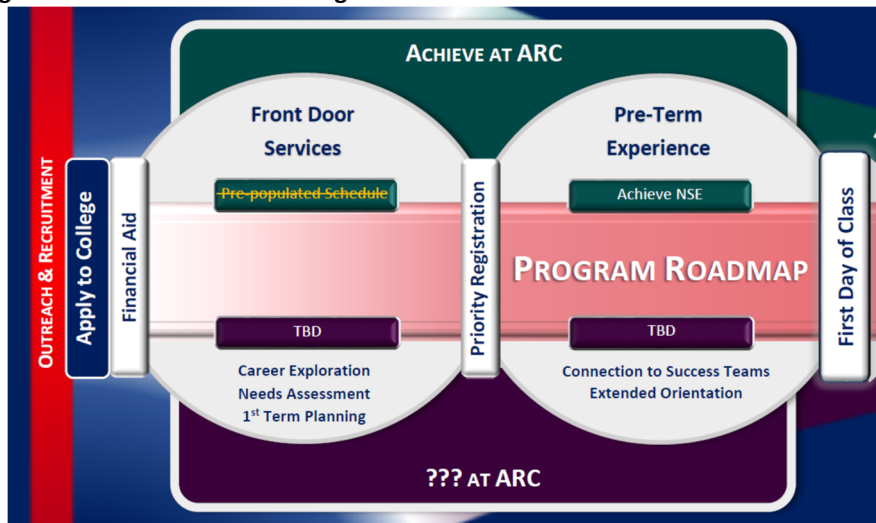 ACHIEVE AT ARC
Front Door
Services
Pre-populated Schedule
Pre-Term
Experience
Achieve NSE
OUTREACH & RECRUITMENT
Apply to College
Financial Aid
Priority Registration
PROGRAM ROADMAP
First Day of Class
TBD
Career Exploration
Needs Assessment
1st Term Planning
TBD
Connection to Success Teams
Extended Orientation
??? AT ARC